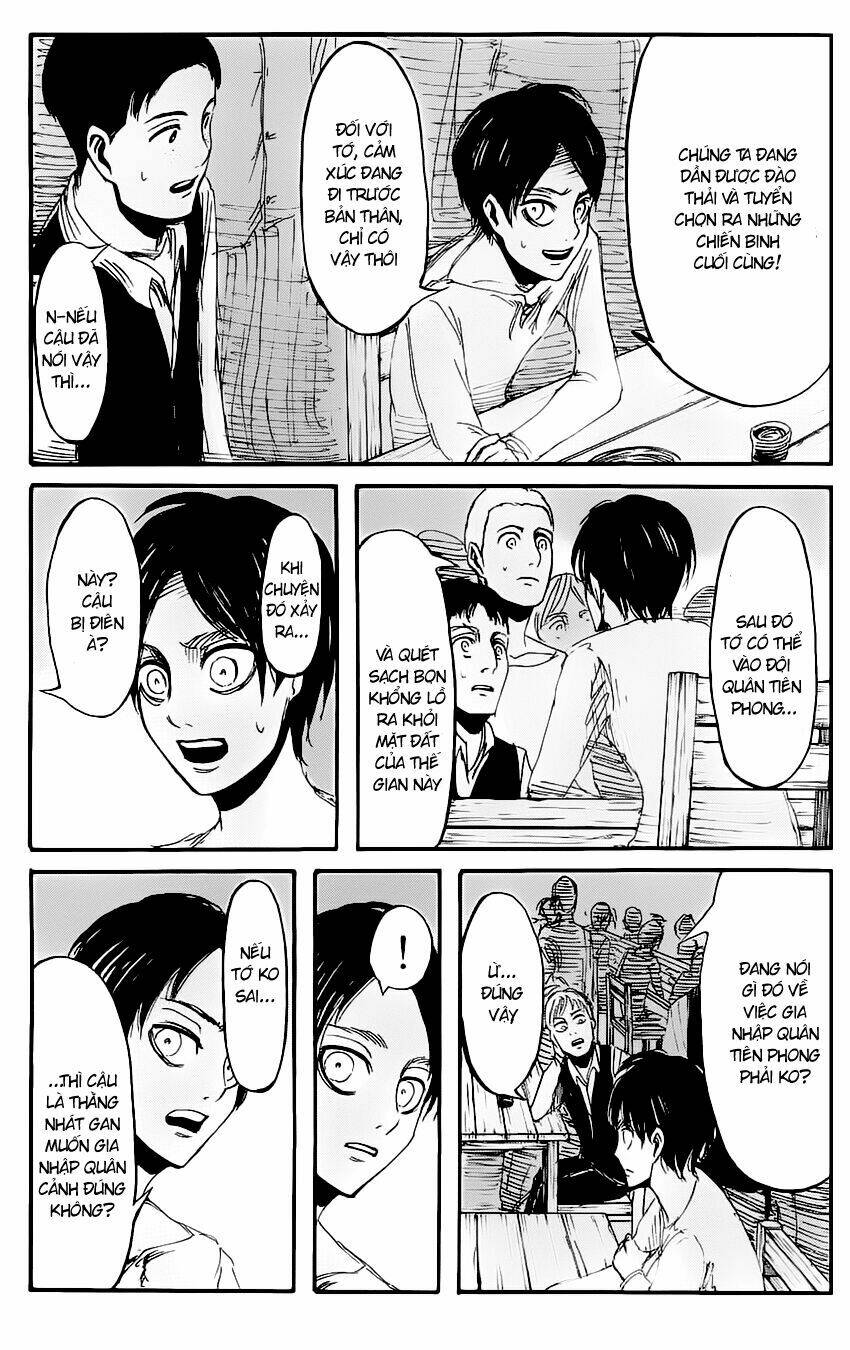 CHÚNG TA ĐANG
DẦN ĐƯỢC ĐÀO
THẢI VÀ TUYỂN
CHỌN RA NHỮNG
CHIẾN BINH
CUỐI CÙNG!
ĐỐI VỚI
TỚ, CẢM
XÚC ĐANG
ĐI TRƯỚC
BẢN THÂN,
CHỈ CÓ
VẬY THÔI
N-NẾU
CẬU ĐÃ
NÓI VẬY
THÌ...
SAU ĐÓ
TỚ CÓ THỂ
VÀO ĐỘI
QUÂN TIÊN
PHONG...
VÀ QUÉT
SẠCH BỌN
KHỔNG LỒ
RA KHỎI
MẶT ĐẤT
CỦA THẾ
GIAN NÀY
KHI
CHUYỆN
ĐÓ XẢY
RA...
NÀY?
CẬU
BỊ ĐIÊN
À?
ĐANG NÓI
GÌ ĐÓ VỀ
VIỆC GIA
NHẬP QUÂN
TIÊN PHONG
PHẢI KO?
Ừ...
ĐÚNG
VẬY
!
NẾU
TỚ KO
SAI...
..THÌ CẬU
LÀ THẰNG
NHÁT GAN
MUỐN GIA
NHẬP QUÂN
CẢNH ĐÚNG
KHÔNG?